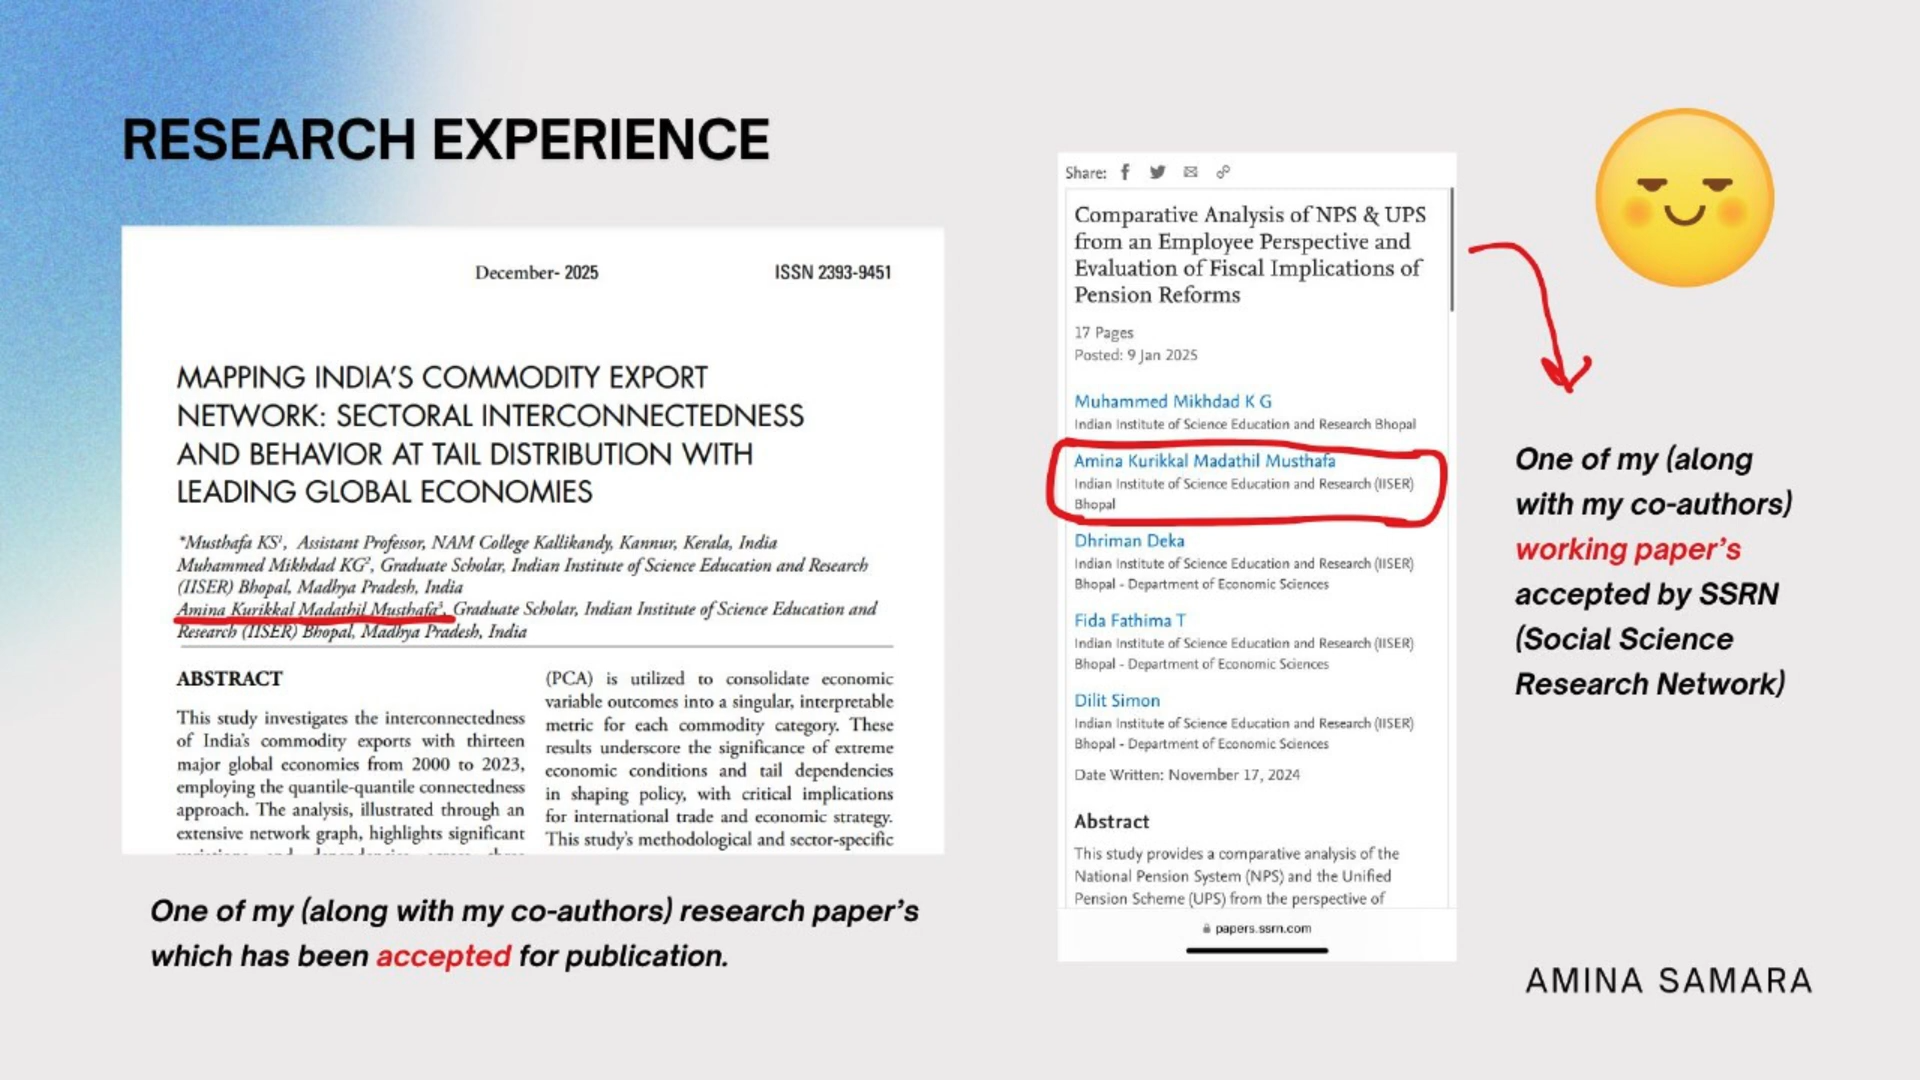 RESEARCH EXPERIENCE
December- 2025 ISSN 2393-9451
MAPPING INDIA'S COMMODITY EXPORT
NETWORK: SECTORAL INTERCONNECTEDNESS
AND BEHAVIOR AT TAIL DISTRIBUTION WITH
LEADING GLOBAL ECONOMIES
*Musthafa KS¹, Assistant Professor, NAM College Kallikandy, Kannur, Kerala, India
Muhammed Mikhdad KG², Graduate Scholar, Indian Institute of Science Education and Research
(IISER) Bhopal, Madhya Pradesh, India
Amina Kurikkal Madathil Musthafa³, Graduate Scholar, Indian Institute of Science Education and
Research (IISER) Bhopal, Madhya Pradesh, India
ABSTRACT
This study investigates the interconnectedness
of India's commodity exports with thirteen
major global economies from 2000 to 2023,
employing the quantile-quantile connectedness
approach. The analysis, illustrated through an
extensive network graph, highlights significant
(PCA) is utilized to consolidate economic
variable outcomes into a singular, interpretable
metric for each commodity category. These
results underscore the significance of extreme
economic conditions and tail dependencies
in shaping policy, with critical implications
for international trade and economic strategy.
This study's methodological and sector-specific
One of my (along with my co-authors) research paper's
which has been accepted for publication.
Share:
Comparative Analysis of NPS & UPS
from an Employee Perspective and
Evaluation of Fiscal Implications of
Pension Reforms
17 Pages
Posted: 9 Jan 2025
Muhammed Mikhdad K G
Indian Institute of Science Education and Research Bhopal
Amina Kurikkal Madathil Musthafa
Indian Institute of Science Education and Research (IISER)
Bhopal
Dhriman Deka
Indian Institute of Science Education and Research (IISER)
Bhopal - Department of Economic Sciences
Fida Fathima T
Indian Institute of Science Education and Research (IISER)
Bhopal - Department of Economic Sciences
Dilit Simon
Indian Institute of Science Education and Research (IISER)
Bhopal - Department of Economic Sciences
Date Written: November 17, 2024
Abstract
This study provides a comparative analysis of the
National Pension System (NPS) and the Unified
Pension Scheme (UPS) from the perspective of
papers.ssrn.com
One of my (along
with my co-authors)
working paper's
accepted by SSRN
(Social Science
Research Network)
AMINA SAMARA